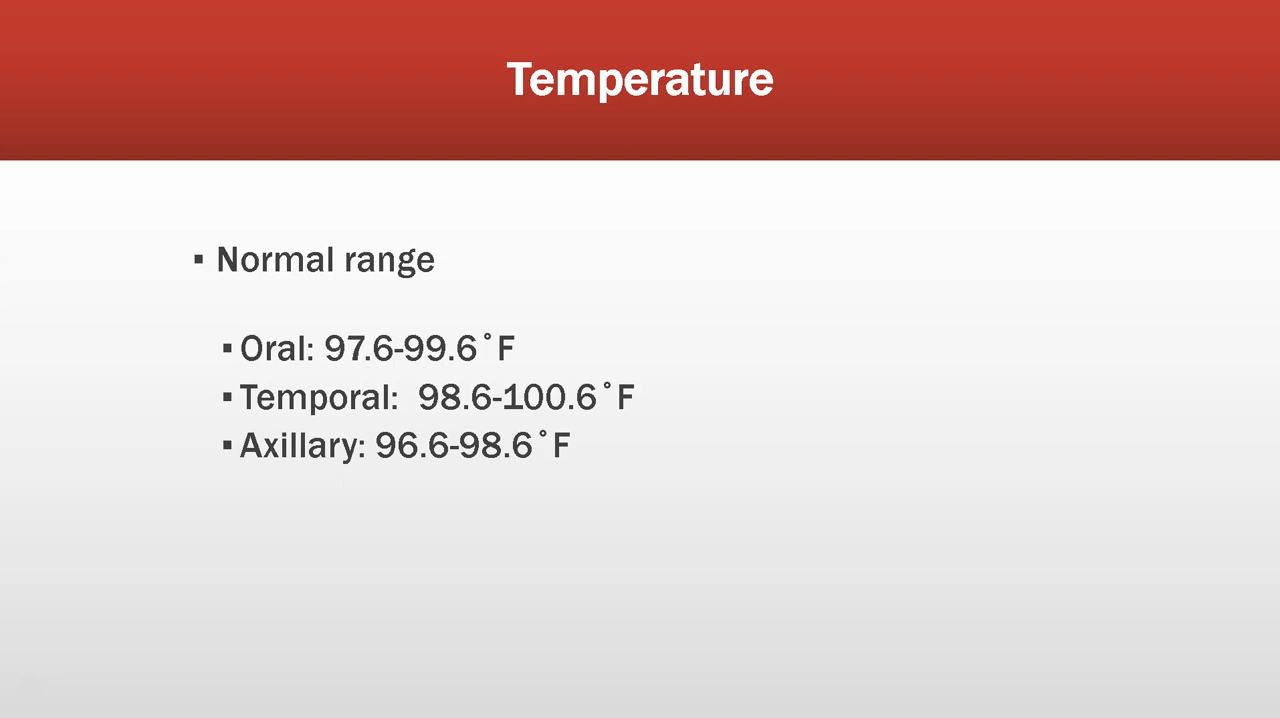 Temperature
▪ Normal range
▪ Oral: 97.6-99.6˚F
▪ Temporal:  98.6-100.6˚F
▪ Axillary: 96.6-98.6˚F